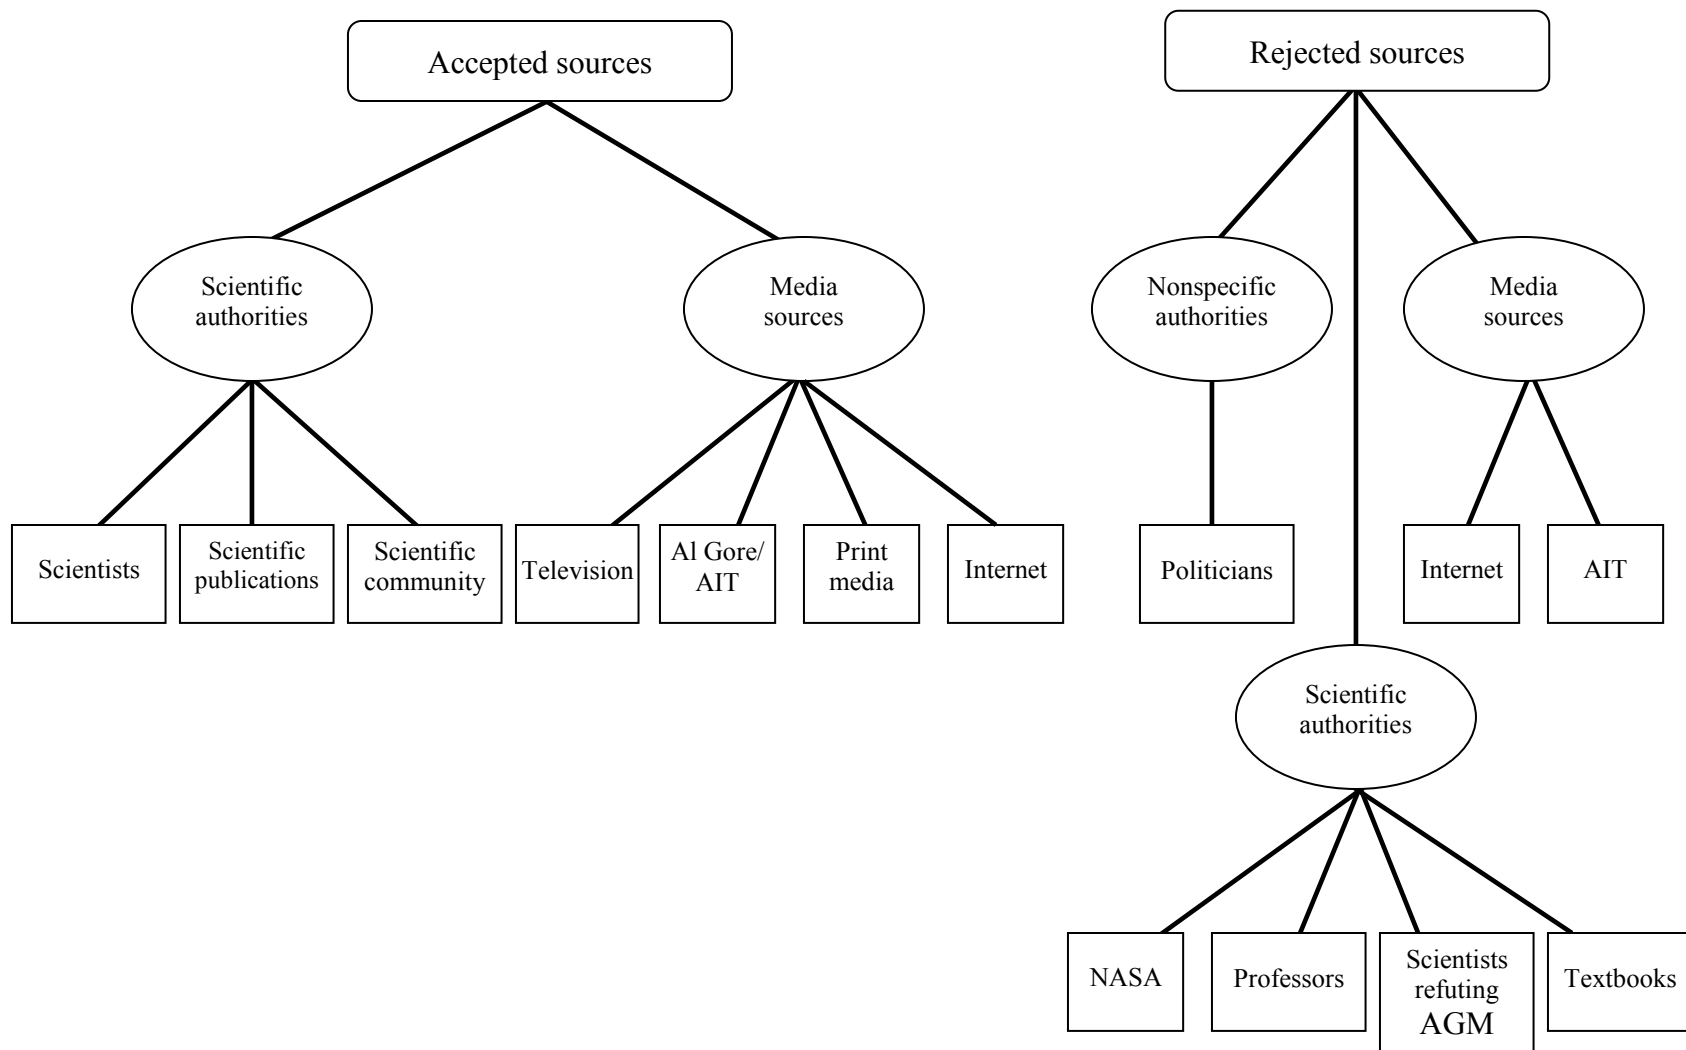 Accepted sources
Rejected sources
Scientific
authorities
Media
sources
Nonspecific
authorities
Media
sources
Scientists
Scientific
publications
Scientific
community
Television
Al Gore/
AIT
Print
media
Internet
Politicians
Internet
AIT
Scientific
authorities
NASA
Professors
Scientists
refuting
AGM
Textbooks